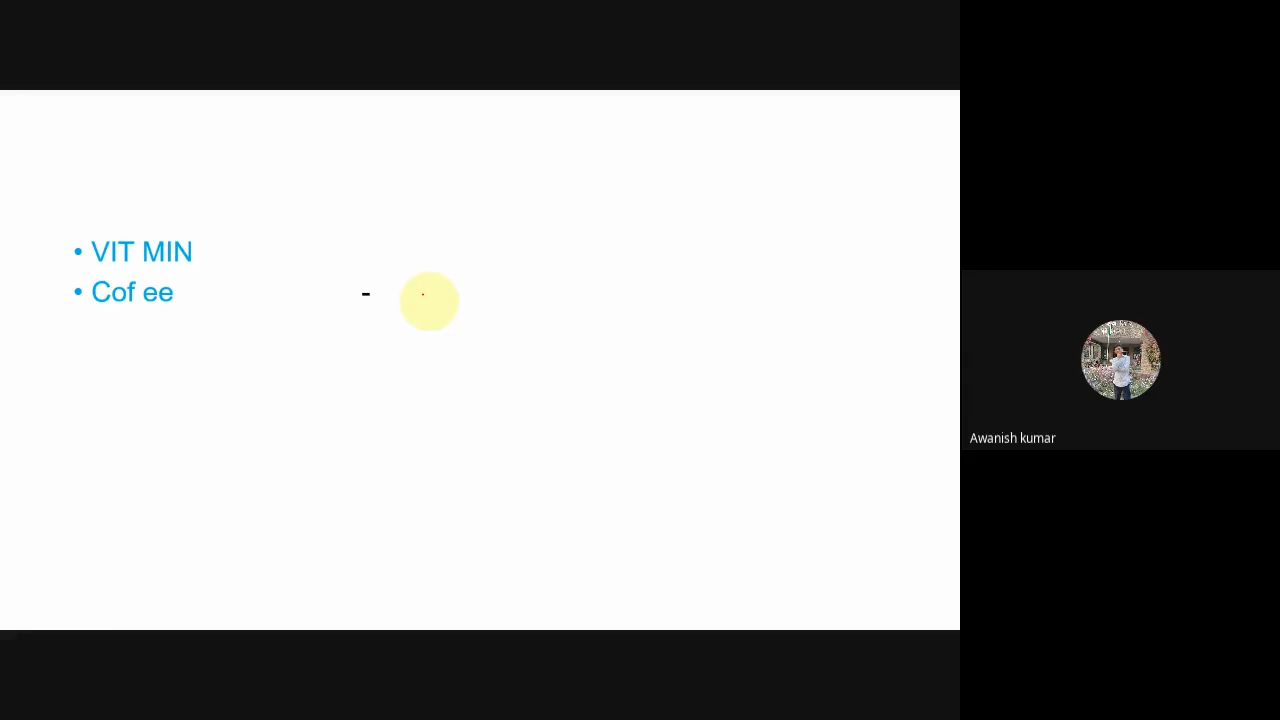 • VIT MIN
• Cof ee -
Awanish kumar